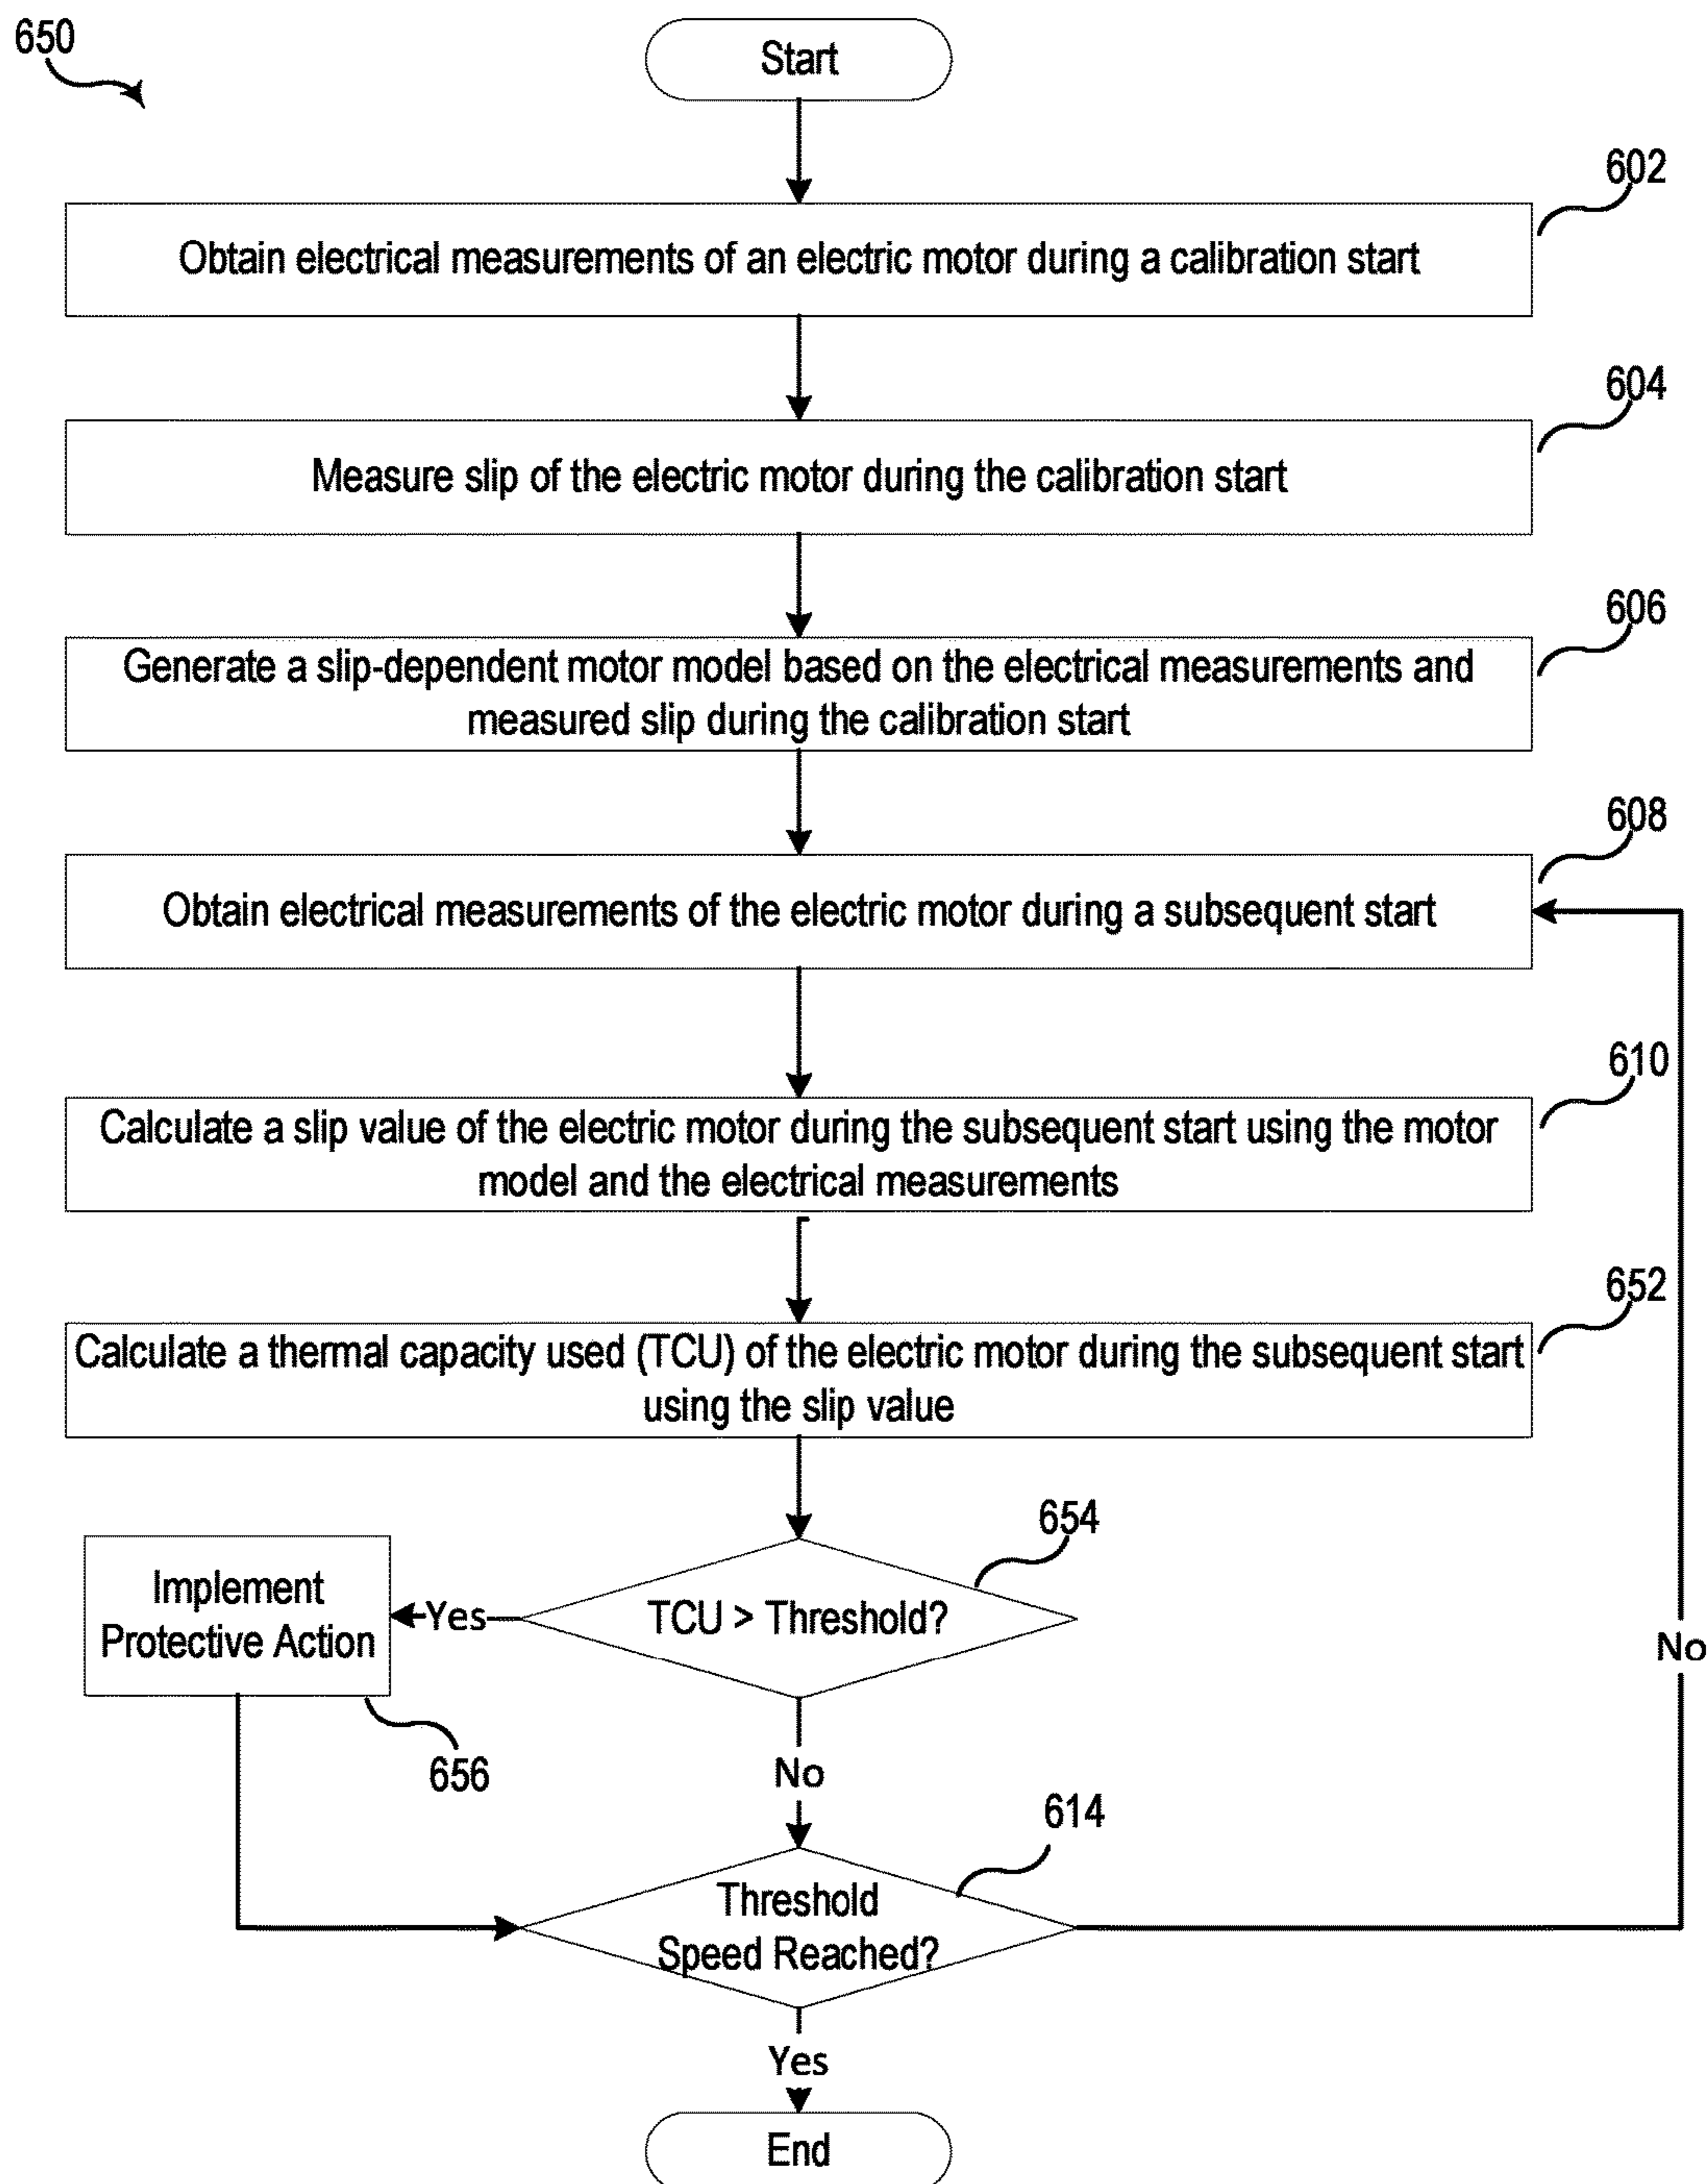 650
Start
602
Obtain electrical measurements of an electric motor during a calibration start
604
Measure slip of the electric motor during the calibration start
606
Generate a slip-dependent motor model based on the electrical measurements and
measured slip during the calibration start
608
Obtain electrical measurements of the electric motor during a subsequent start
610
Calculate a slip value of the electric motor during the subsequent start using the motor
model and the electrical measurements
652
Calculate a thermal capacity used (TCU) of the electric motor during the subsequent start
using the slip value
654
Implement
Protective Action
Yes
TCU > Threshold?
No
656
No
614
Threshold
Speed Reached?
Yes
End